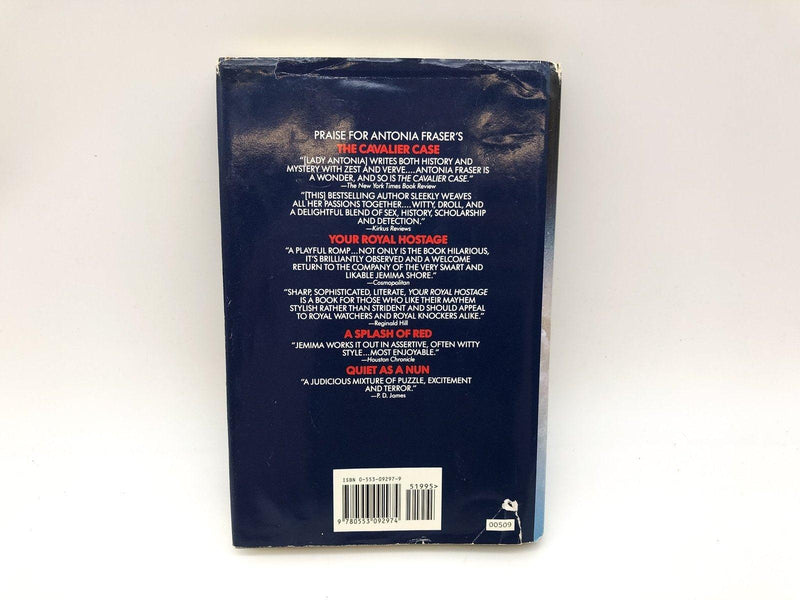 PRAISE FOR ANTONIA FRASER'S
THE CAVALIER CASE
"[LADY ANTONIA] WRITES BOTH HISTORY AND
MYSTERY WITH ZEST AND VERVE....ANTONIA FRASER IS
A WONDER, AND SO IS THE CAVALIER CASE."
—The New York Times Book Review
"[THIS] BESTSELLING AUTHOR SLEEKLY WEAVES
ALL HER PASSIONS TOGETHER....WITTY, DROLL, AND
A DELIGHTFUL BLEND OF SEX, HISTORY, SCHOLARSHIP
AND DETECTION."
—Kirkus Reviews
YOUR ROYAL HOSTAGE
"A PLAYFUL ROMP...NOT ONLY IS THE BOOK HILARIOUS,
IT'S BRILLIANTLY OBSERVED AND A WELCOME
RETURN TO THE COMPANY OF THE VERY SMART AND
LIKABLE JEMIMA SHORE."
—Cosmopolitan
"SHARP, SOPHISTICATED, LITERATE, YOUR ROYAL HOSTAGE
IS A BOOK FOR THOSE WHO LIKE THEIR MAYHEM
STYLISH RATHER THAN STRIDENT AND SHOULD APPEAL
TO ROYAL WATCHERS AND ROYAL KNOCKERS ALIKE."
—Reginald Hill
A SPLASH OF RED
"JEMIMA WORKS IT OUT IN ASSERTIVE, OFTEN WITTY
STYLE...MOST ENJOYABLE."
—Houston Chronicle
QUIET AS A NUN
"A JUDICIOUS MIXTURE OF PUZZLE, EXCITEMENT
AND TERROR."
—P. D. James
ISBN 0-553-09297-9
51995>
9 780553 092974
00509